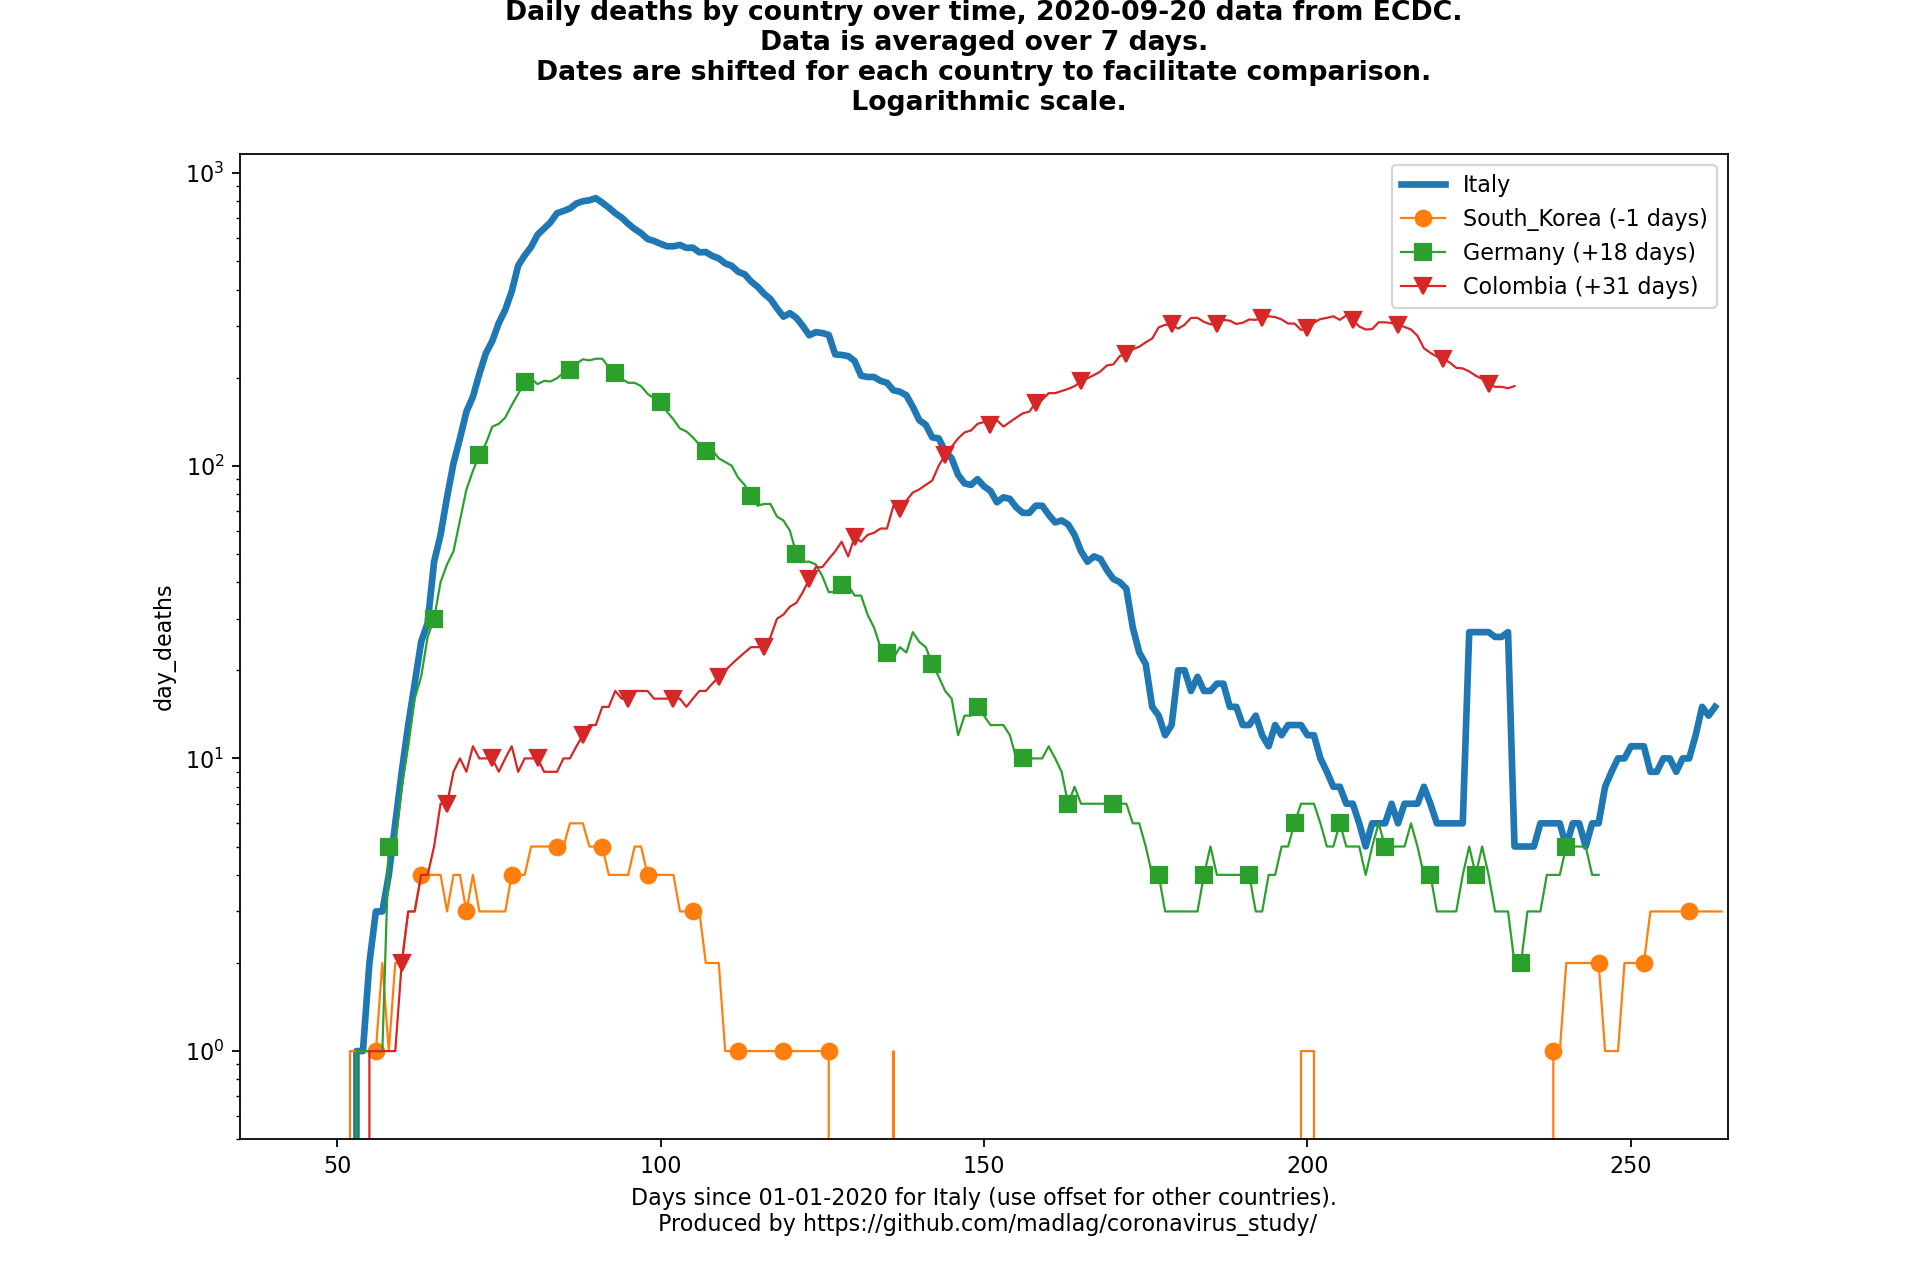 Daily deaths by country over time, 2020-09-20 data from ECDC.
Data is averaged over 7 days.
Dates are shifted for each country to facilitate comparison.
Logarithmic scale.
10³
10²
10¹
10⁰
day_deaths
Italy
South_Korea (-1 days)
Germany (+18 days)
Colombia (+31 days)
50 100 150 200 250
Days since 01-01-2020 for Italy (use offset for other countries).
Produced by https://github.com/madlag/coronavirus_study/